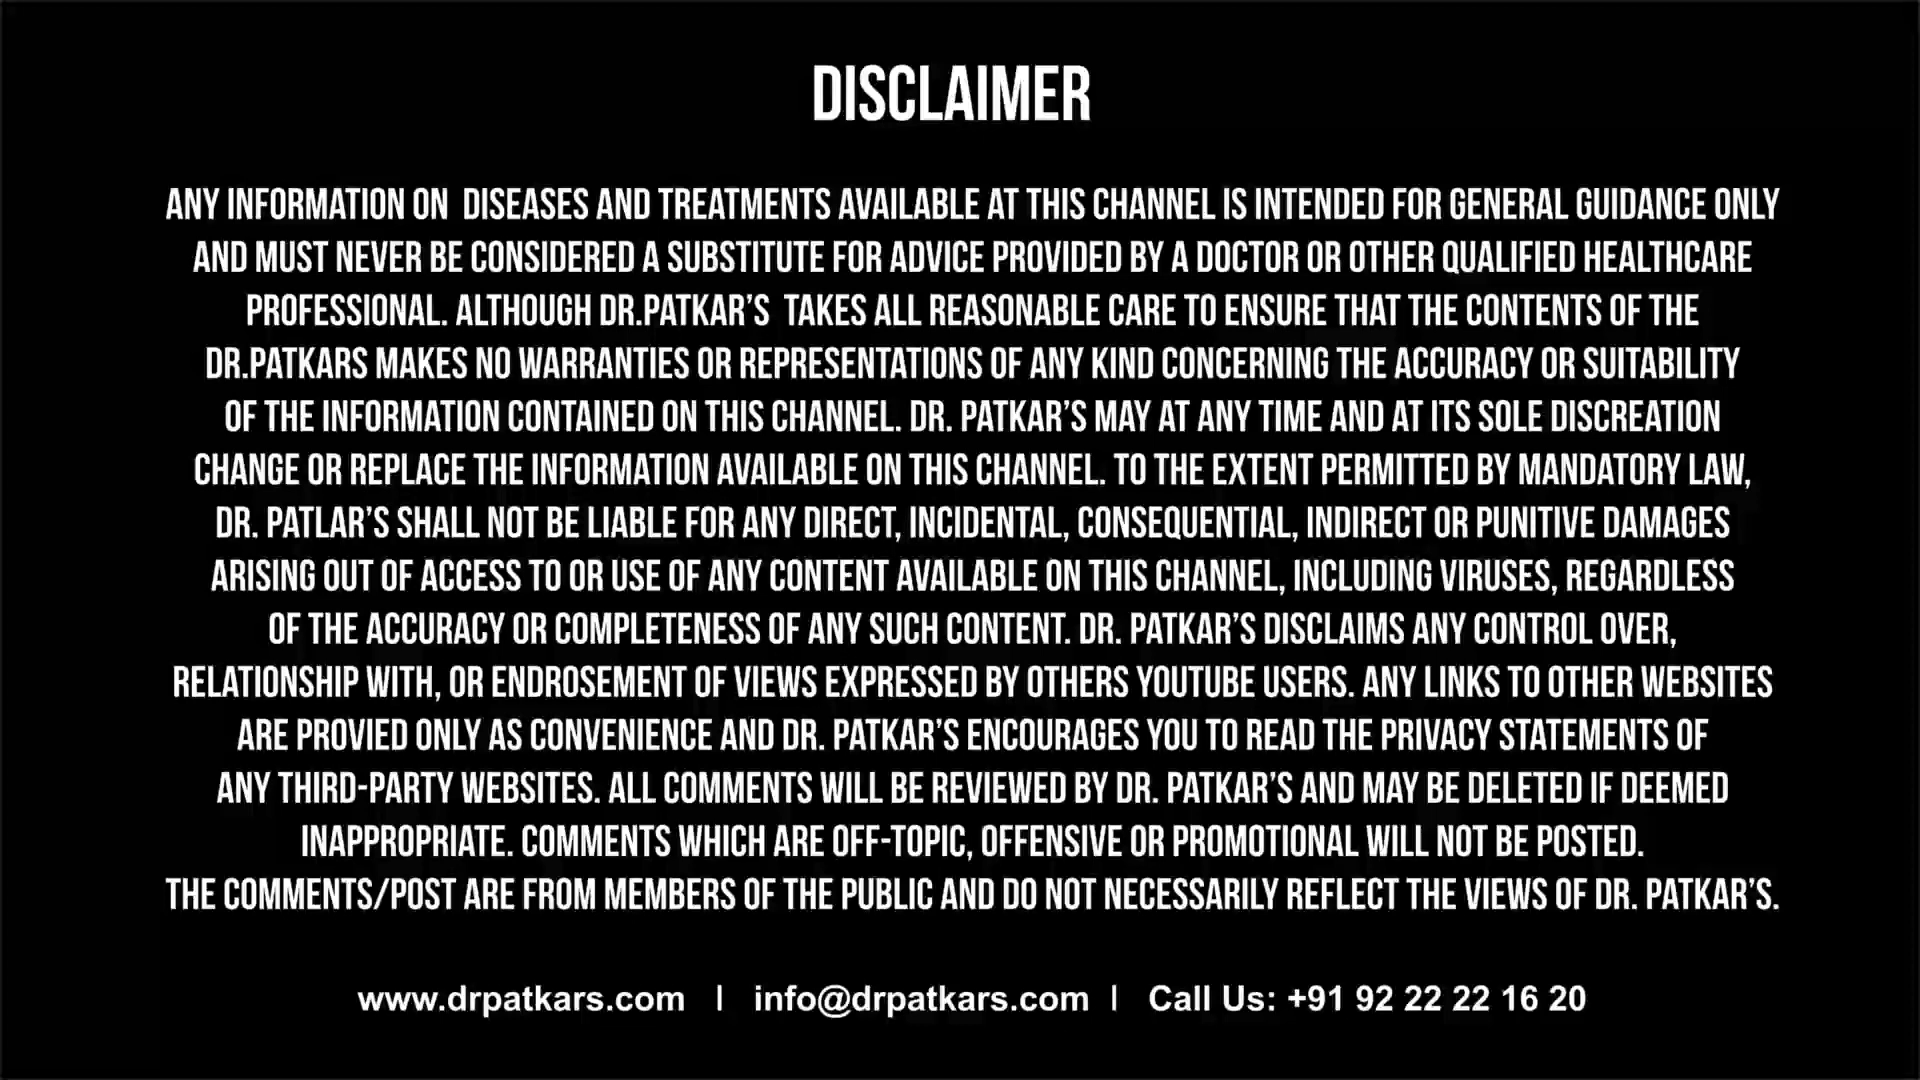 DISCLAIMER
ANY INFORMATION ON DISEASES AND TREATMENTS AVAILABLE AT THIS CHANNEL IS INTENDED FOR GENERAL GUIDANCE ONLY
AND MUST NEVER BE CONSIDERED A SUBSTITUTE FOR ADVICE PROVIDED BY A DOCTOR OR OTHER QUALIFIED HEALTHCARE
PROFESSIONAL. ALTHOUGH DR.PATKAR'S TAKES ALL REASONABLE CARE TO ENSURE THAT THE CONTENTS OF THE
DR.PATKARS MAKES NO WARRANTIES OR REPRESENTATIONS OF ANY KIND CONCERNING THE ACCURACY OR SUITABILITY
OF THE INFORMATION CONTAINED ON THIS CHANNEL. DR. PATKAR'S MAY AT ANY TIME AND AT ITS SOLE DISCREATION
CHANGE OR REPLACE THE INFORMATION AVAILABLE ON THIS CHANNEL. TO THE EXTENT PERMITTED BY MANDATORY LAW,
DR. PATLAR'S SHALL NOT BE LIABLE FOR ANY DIRECT, INCIDENTAL, CONSEQUENTIAL, INDIRECT OR PUNITIVE DAMAGES
ARISING OUT OF ACCESS TO OR USE OF ANY CONTENT AVAILABLE ON THIS CHANNEL, INCLUDING VIRUSES, REGARDLESS
OF THE ACCURACY OR COMPLETENESS OF ANY SUCH CONTENT. DR. PATKAR'S DISCLAIMS ANY CONTROL OVER,
RELATIONSHIP WITH, OR ENDROSEMENT OF VIEWS EXPRESSED BY OTHERS YOUTUBE USERS. ANY LINKS TO OTHER WEBSITES
ARE PROVIED ONLY AS CONVENIENCE AND DR. PATKAR'S ENCOURAGES YOU TO READ THE PRIVACY STATEMENTS OF
ANY THIRD-PARTY WEBSITES. ALL COMMENTS WILL BE REVIEWED BY DR. PATKAR'S AND MAY BE DELETED IF DEEMED
INAPPROPRIATE. COMMENTS WHICH ARE OFF-TOPIC, OFFENSIVE OR PROMOTIONAL WILL NOT BE POSTED.
THE COMMENTS/POST ARE FROM MEMBERS OF THE PUBLIC AND DO NOT NECESSARILY REFLECT THE VIEWS OF DR. PATKAR'S.
www.drpatkars.com | info@drpatkars.com | Call Us: +91 92 22 22 16 20